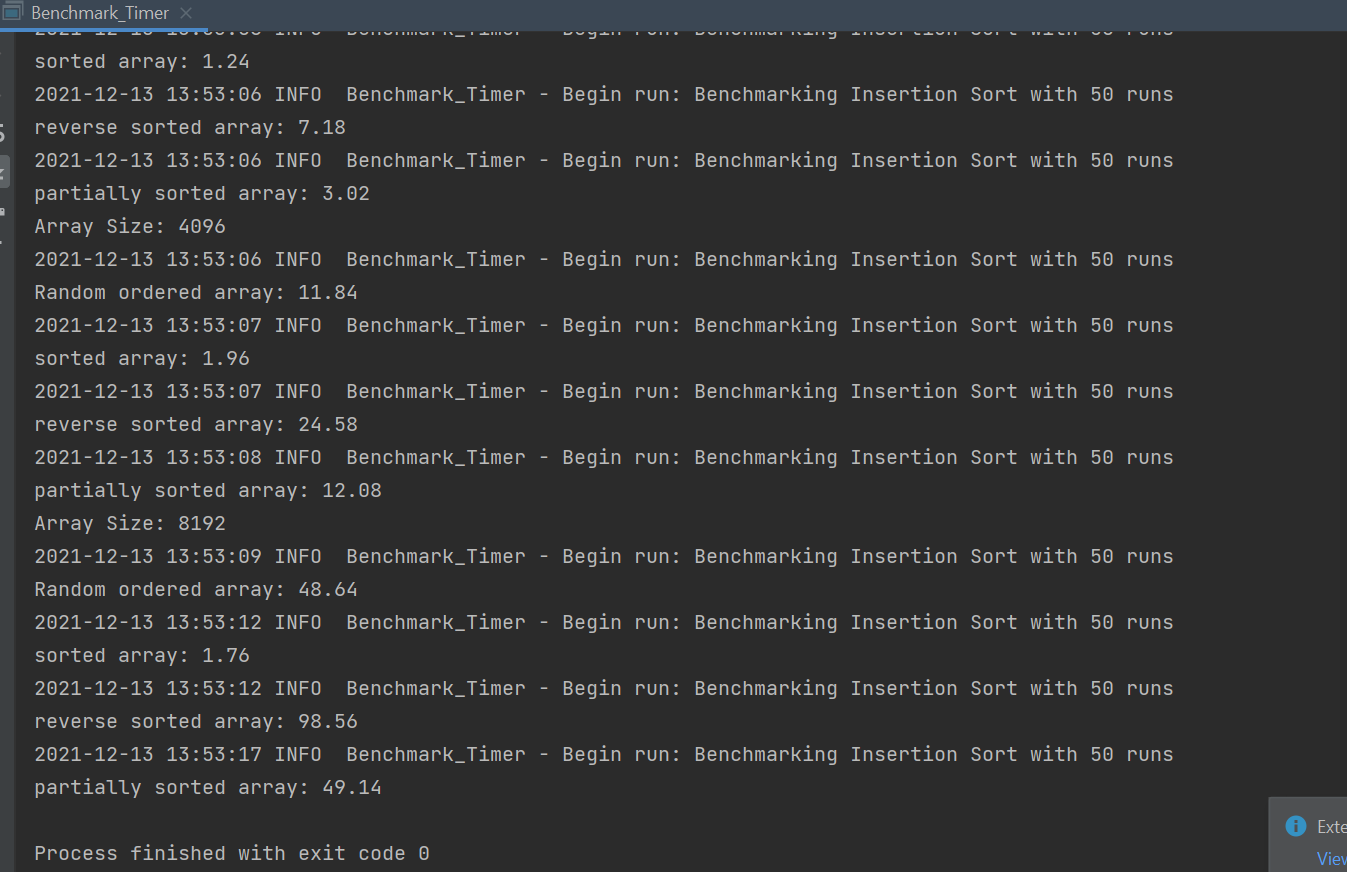 Benchmark_Timer
sorted array: 1.24
2021-12-13 13:53:06 INFO  Benchmark_Timer - Begin run: Benchmarking Insertion Sort with 50 runs
reverse sorted array: 7.18
2021-12-13 13:53:06 INFO  Benchmark_Timer - Begin run: Benchmarking Insertion Sort with 50 runs
partially sorted array: 3.02
Array Size: 4096
2021-12-13 13:53:06 INFO  Benchmark_Timer - Begin run: Benchmarking Insertion Sort with 50 runs
Random ordered array: 11.84
2021-12-13 13:53:07 INFO  Benchmark_Timer - Begin run: Benchmarking Insertion Sort with 50 runs
sorted array: 1.96
2021-12-13 13:53:07 INFO  Benchmark_Timer - Begin run: Benchmarking Insertion Sort with 50 runs
reverse sorted array: 24.58
2021-12-13 13:53:08 INFO  Benchmark_Timer - Begin run: Benchmarking Insertion Sort with 50 runs
partially sorted array: 12.08
Array Size: 8192
2021-12-13 13:53:09 INFO  Benchmark_Timer - Begin run: Benchmarking Insertion Sort with 50 runs
Random ordered array: 48.64
2021-12-13 13:53:12 INFO  Benchmark_Timer - Begin run: Benchmarking Insertion Sort with 50 runs
sorted array: 1.76
2021-12-13 13:53:12 INFO  Benchmark_Timer - Begin run: Benchmarking Insertion Sort with 50 runs
reverse sorted array: 98.56
2021-12-13 13:53:17 INFO  Benchmark_Timer - Begin run: Benchmarking Insertion Sort with 50 runs
partially sorted array: 49.14
Process finished with exit code 0
Exte
View